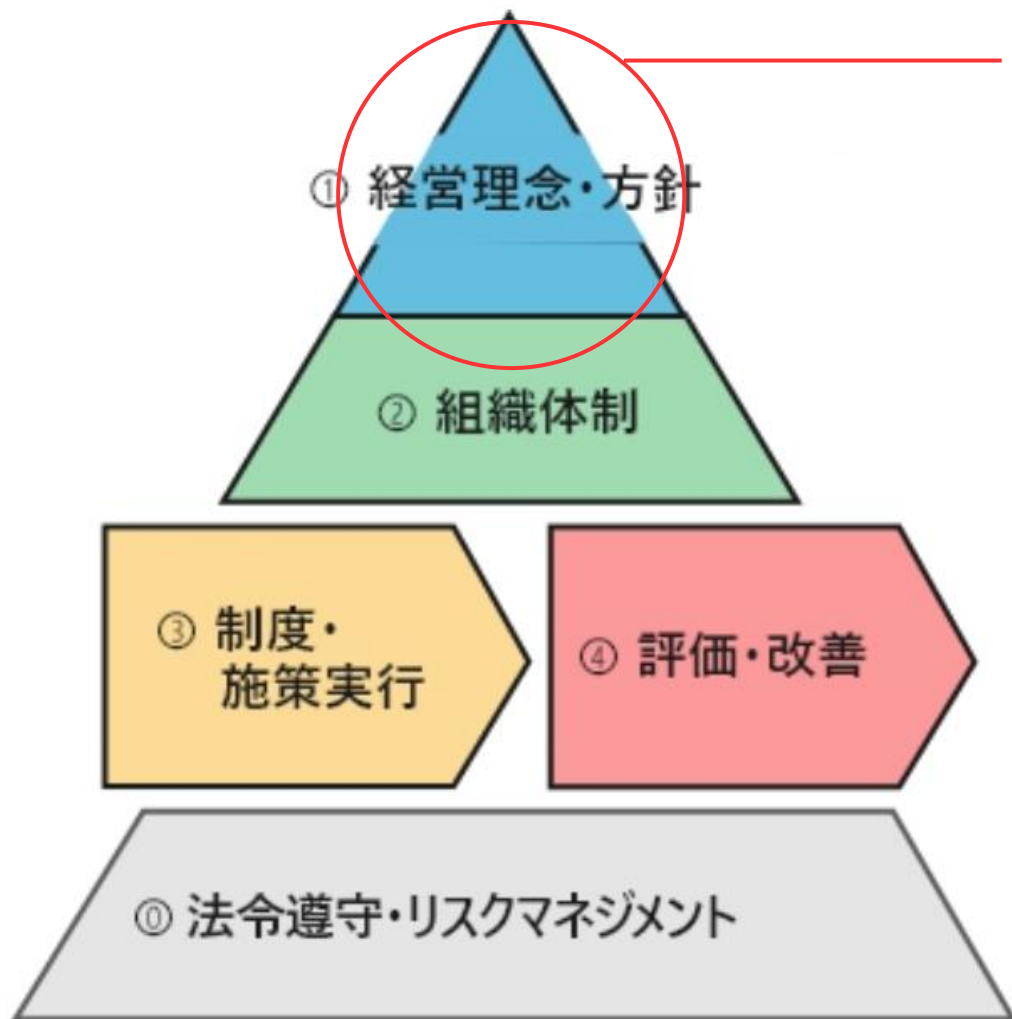 ① 経営理念・方針
② 組織体制
③ 制度・
施策実行
④ 評価・改善
⓪ 法令遵守・リスクマネジメント